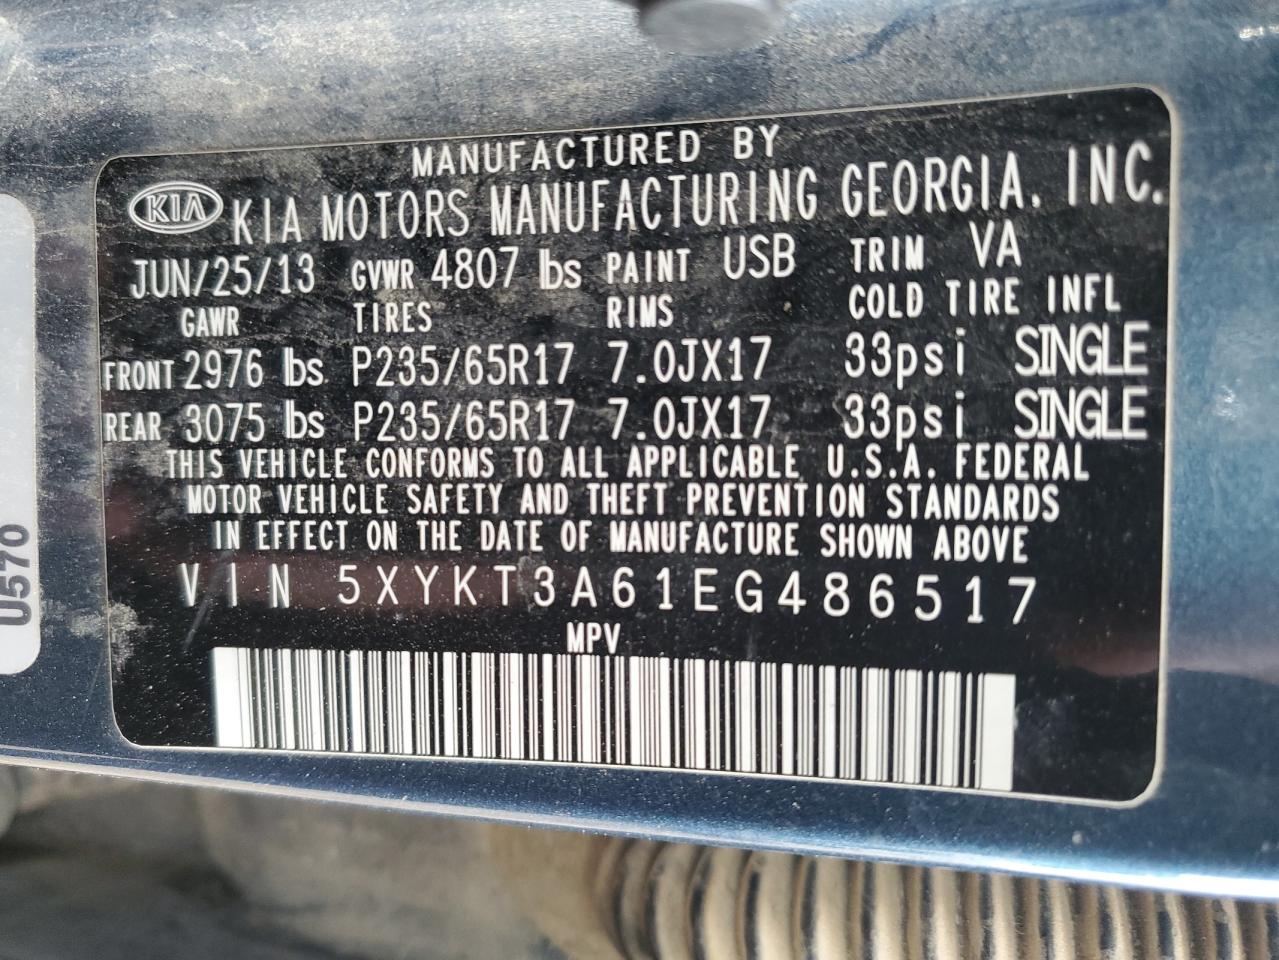 MANUFACTURED BY
KIA KIA MOTORS MANUFACTURING GEORGIA, INC.
JUN/25/13 GVWR 4807 lbs PAINT USB TRIM VA
GAWR TIRES RIMS COLD TIRE INFL
FRONT 2976 lbs P235/65R17 7.0JX17 33psi SINGLE
REAR 3075 lbs P235/65R17 7.0JX17 33psi SINGLE
THIS VEHICLE CONFORMS TO ALL APPLICABLE U.S.A. FEDERAL
MOTOR VEHICLE SAFETY AND THEFT PREVENTION STANDARDS
IN EFFECT ON THE DATE OF MANUFACTURE SHOWN ABOVE
VIN 5XYKT3A61EG486517
MPV
U570